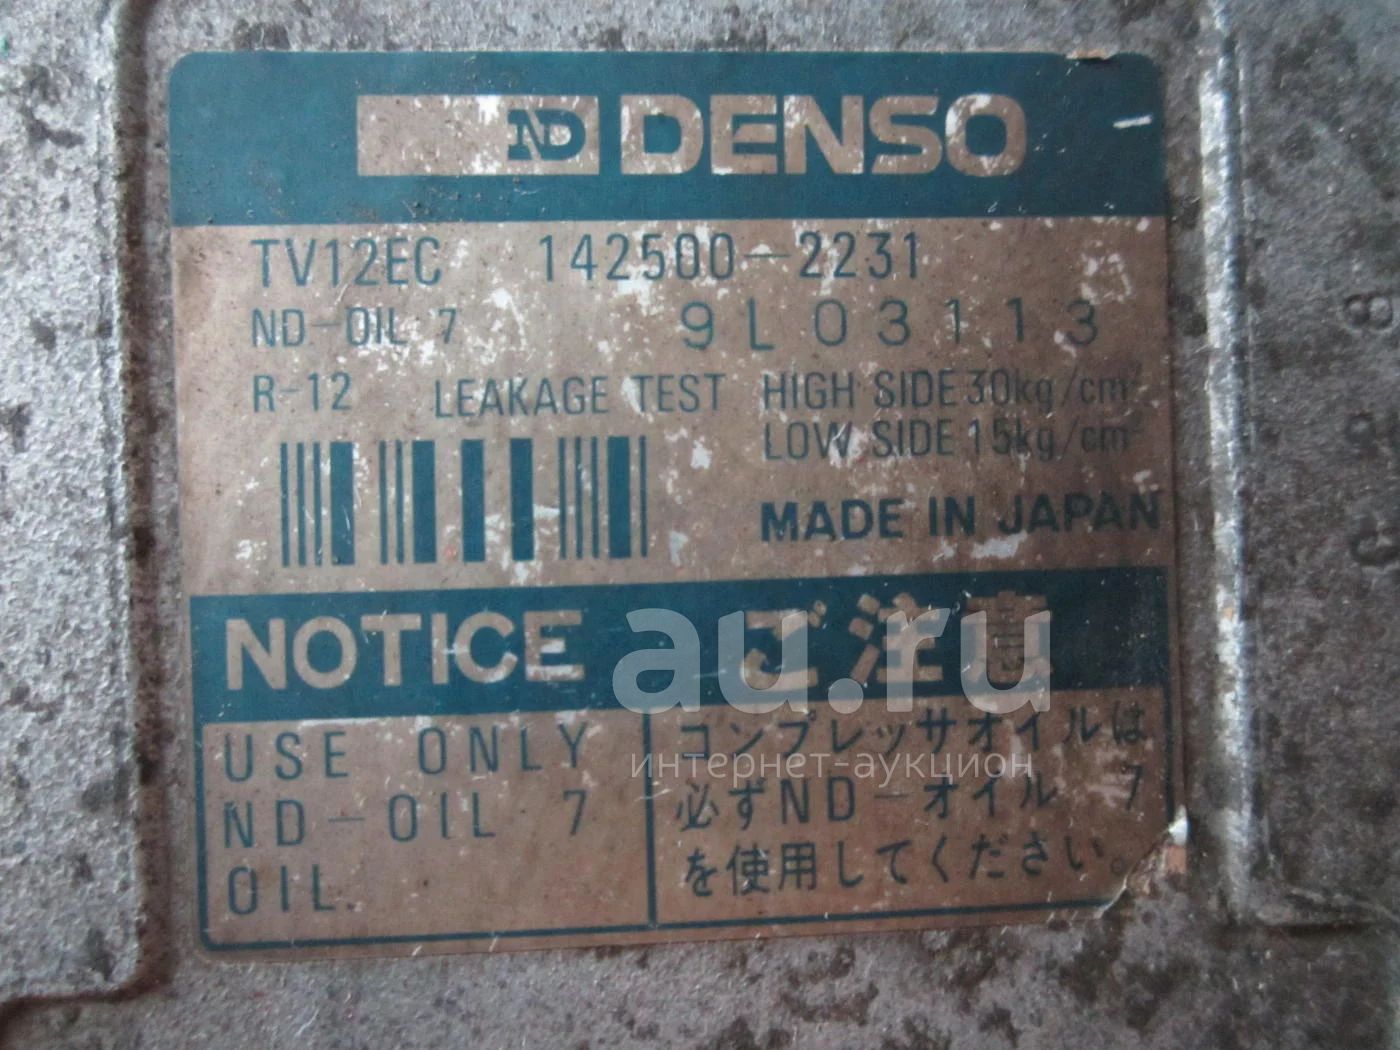 ND DENSO
TV12EC 142500-2231
ND-OIL 7 9L03113
R-12 LEAKAGE TEST HIGH SIDE 30kg/cm²
LOW SIDE 15kg/cm²
MADE IN JAPAN
NOTICE ご注意
USE ONLY
ND-OIL 7
OIL.
コンプレッサオイルは
必ずND-オイル 7
を使用してください。
au.ru
интернет-аукцион